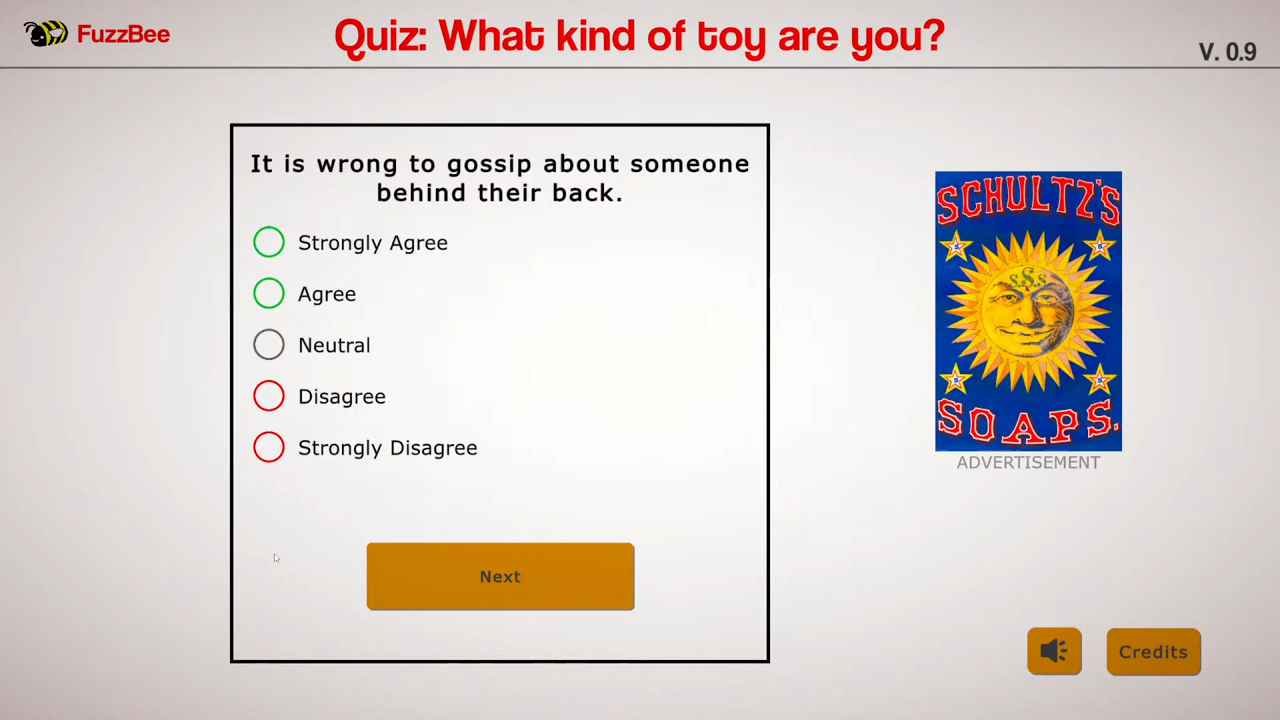 FuzzBee
Quiz: What kind of toy are you?
V. 0.9
It is wrong to gossip about someone
behind their back.
Strongly Agree
Agree
Neutral
Disagree
Strongly Disagree
Next
SCHULTZ'S
S.S.S
S
S
S
S
SOAPS.
ADVERTISEMENT
Credits